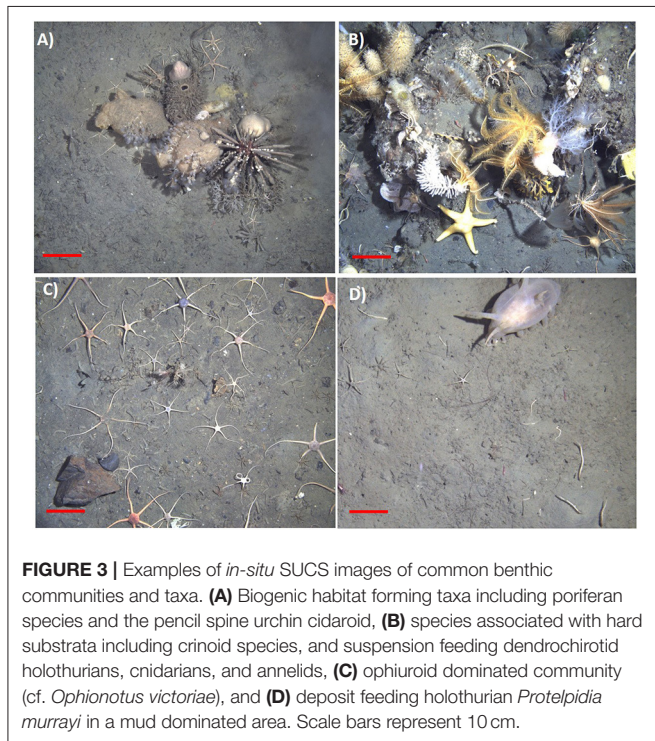 A)
B)
C)
D)
FIGURE 3 | Examples of in-situ SUCS images of common benthic
communities and taxa. (A) Biogenic habitat forming taxa including poriferan
species and the pencil spine urchin cidaroid, (B) species associated with hard
substrata including crinoid species, and suspension feeding dendrochirotid
holothurians, cnidarians, and annelids, (C) ophiuroid dominated community
(cf. Ophionotus victoriae), and (D) deposit feeding holothurian Protelpidia
murrayi in a mud dominated area. Scale bars represent 10 cm.